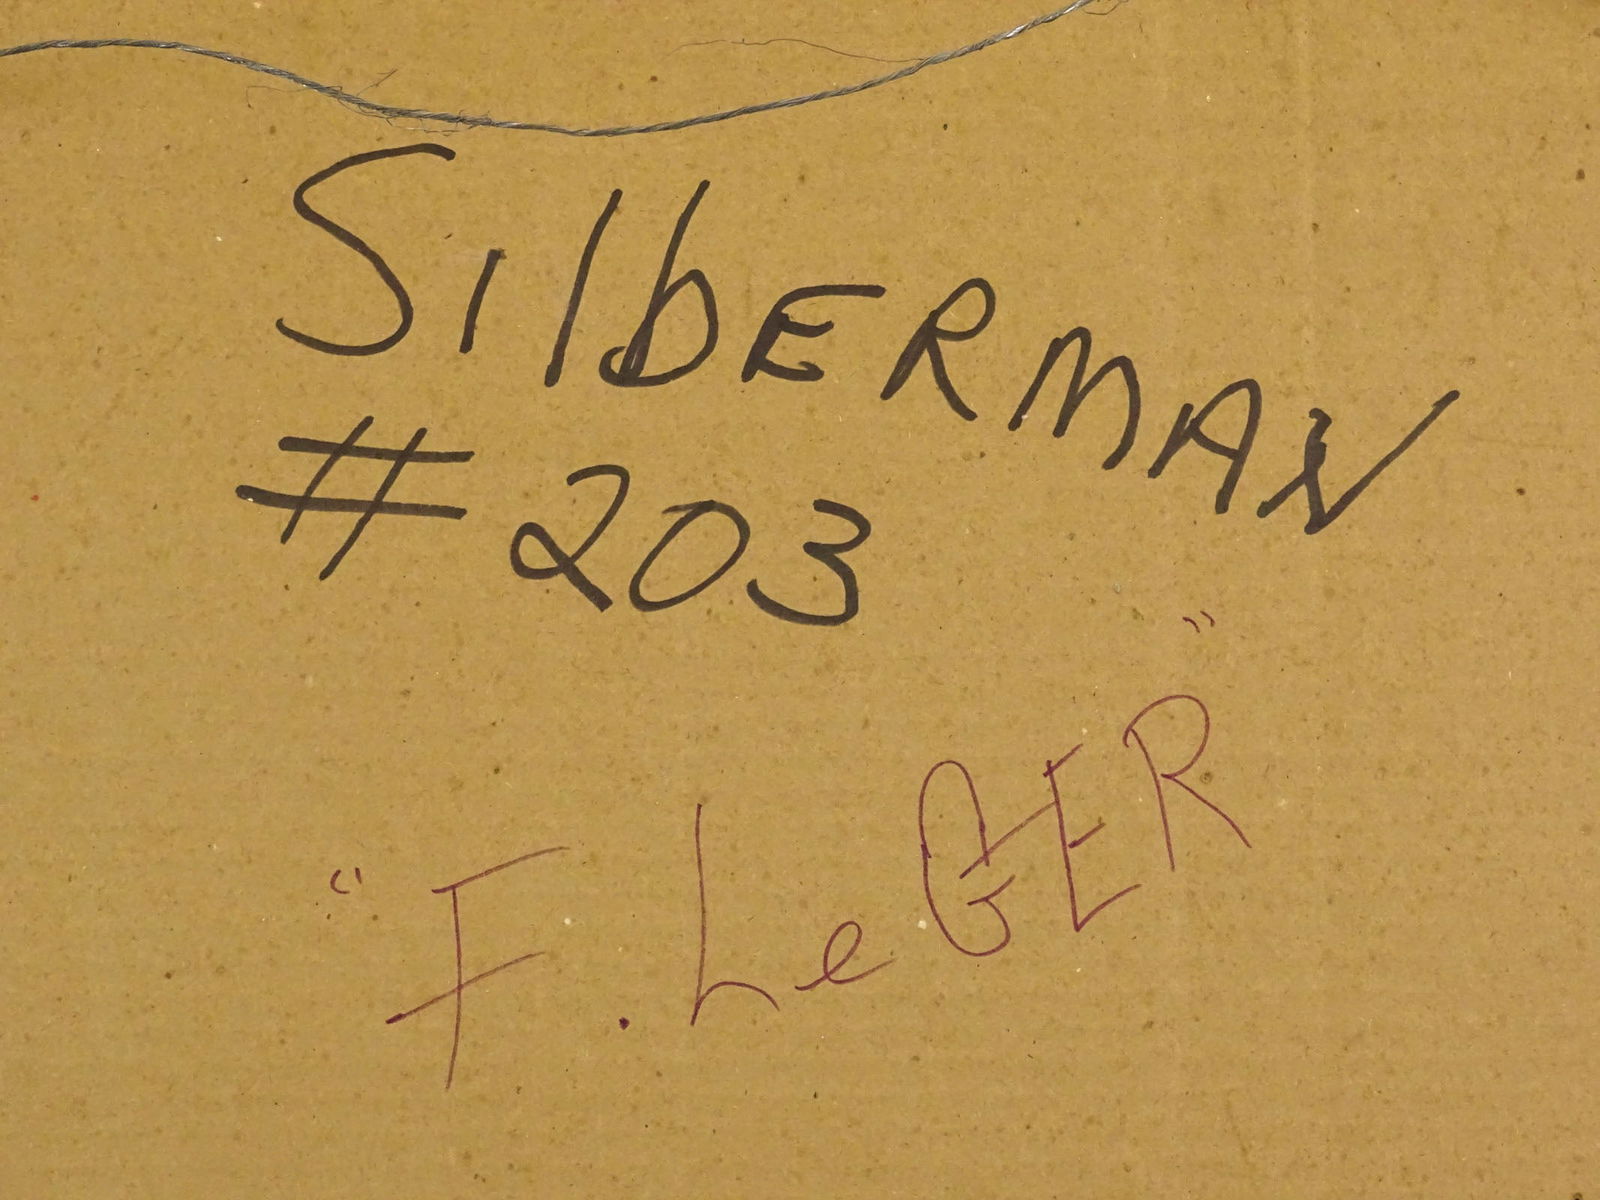 SilbERMAN
# 203
"F. LeGER"